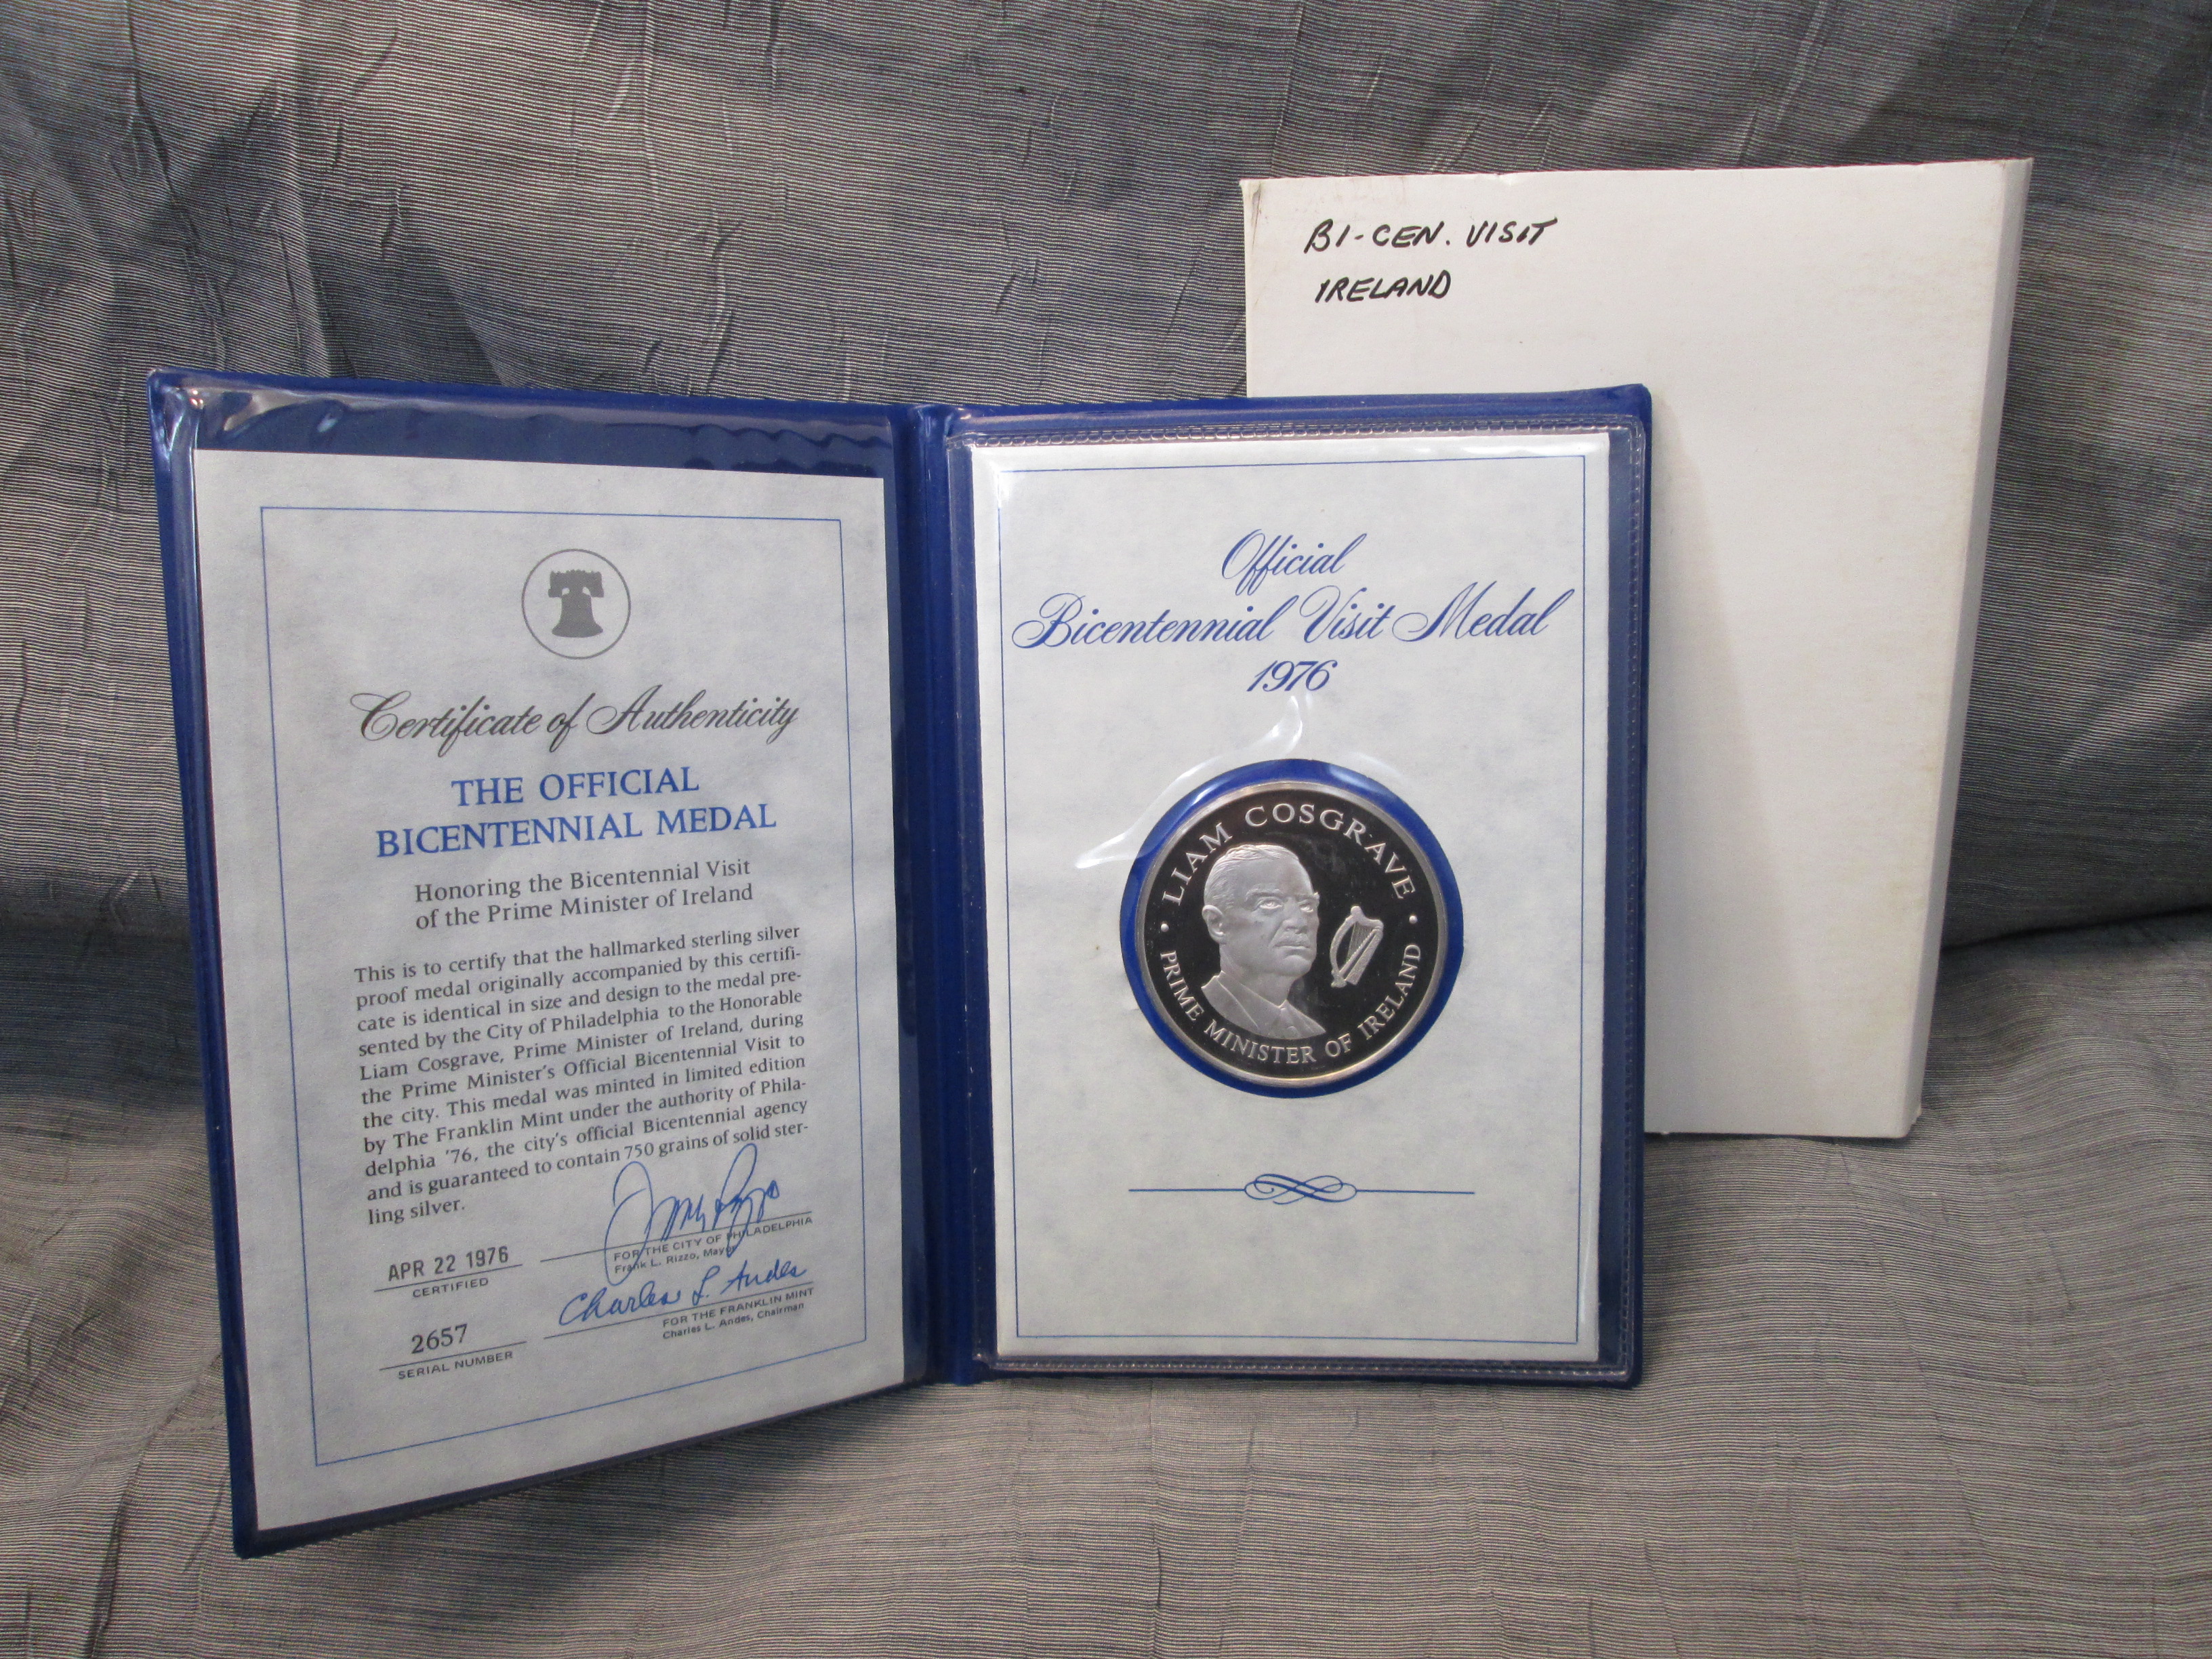 BI-CEN. VISIT
IRELAND
Certificate of Authenticity
THE OFFICIAL
BICENTENNIAL MEDAL
Honoring the Bicentennial Visit
of the Prime Minister of Ireland
This is to certify that the hallmarked sterling silver
proof medal originally accompanied by this certifi-
cate is identical in size and design to the medal pre-
sented by the City of Philadelphia to the Honorable
Liam Cosgrave, Prime Minister of Ireland, during
the Prime Minister's Official Bicentennial Visit to
the city. This medal was minted in limited edition
by The Franklin Mint under the authority of Phila-
delphia '76, the city's official Bicentennial agency
and is guaranteed to contain 750 grains of solid ster-
ling silver.
APR 22 1976
CERTIFIED
FOR THE CITY OF PHILADELPHIA
Frank L. Rizzo, Mayor
Charles L. Andes
FOR THE FRANKLIN MINT
Charles L. Andes, Chairman
2657
SERIAL NUMBER
Official
Bicentennial Visit Medal
1976
LIAM COSGRAVE
• PRIME MINISTER OF IRELAND •